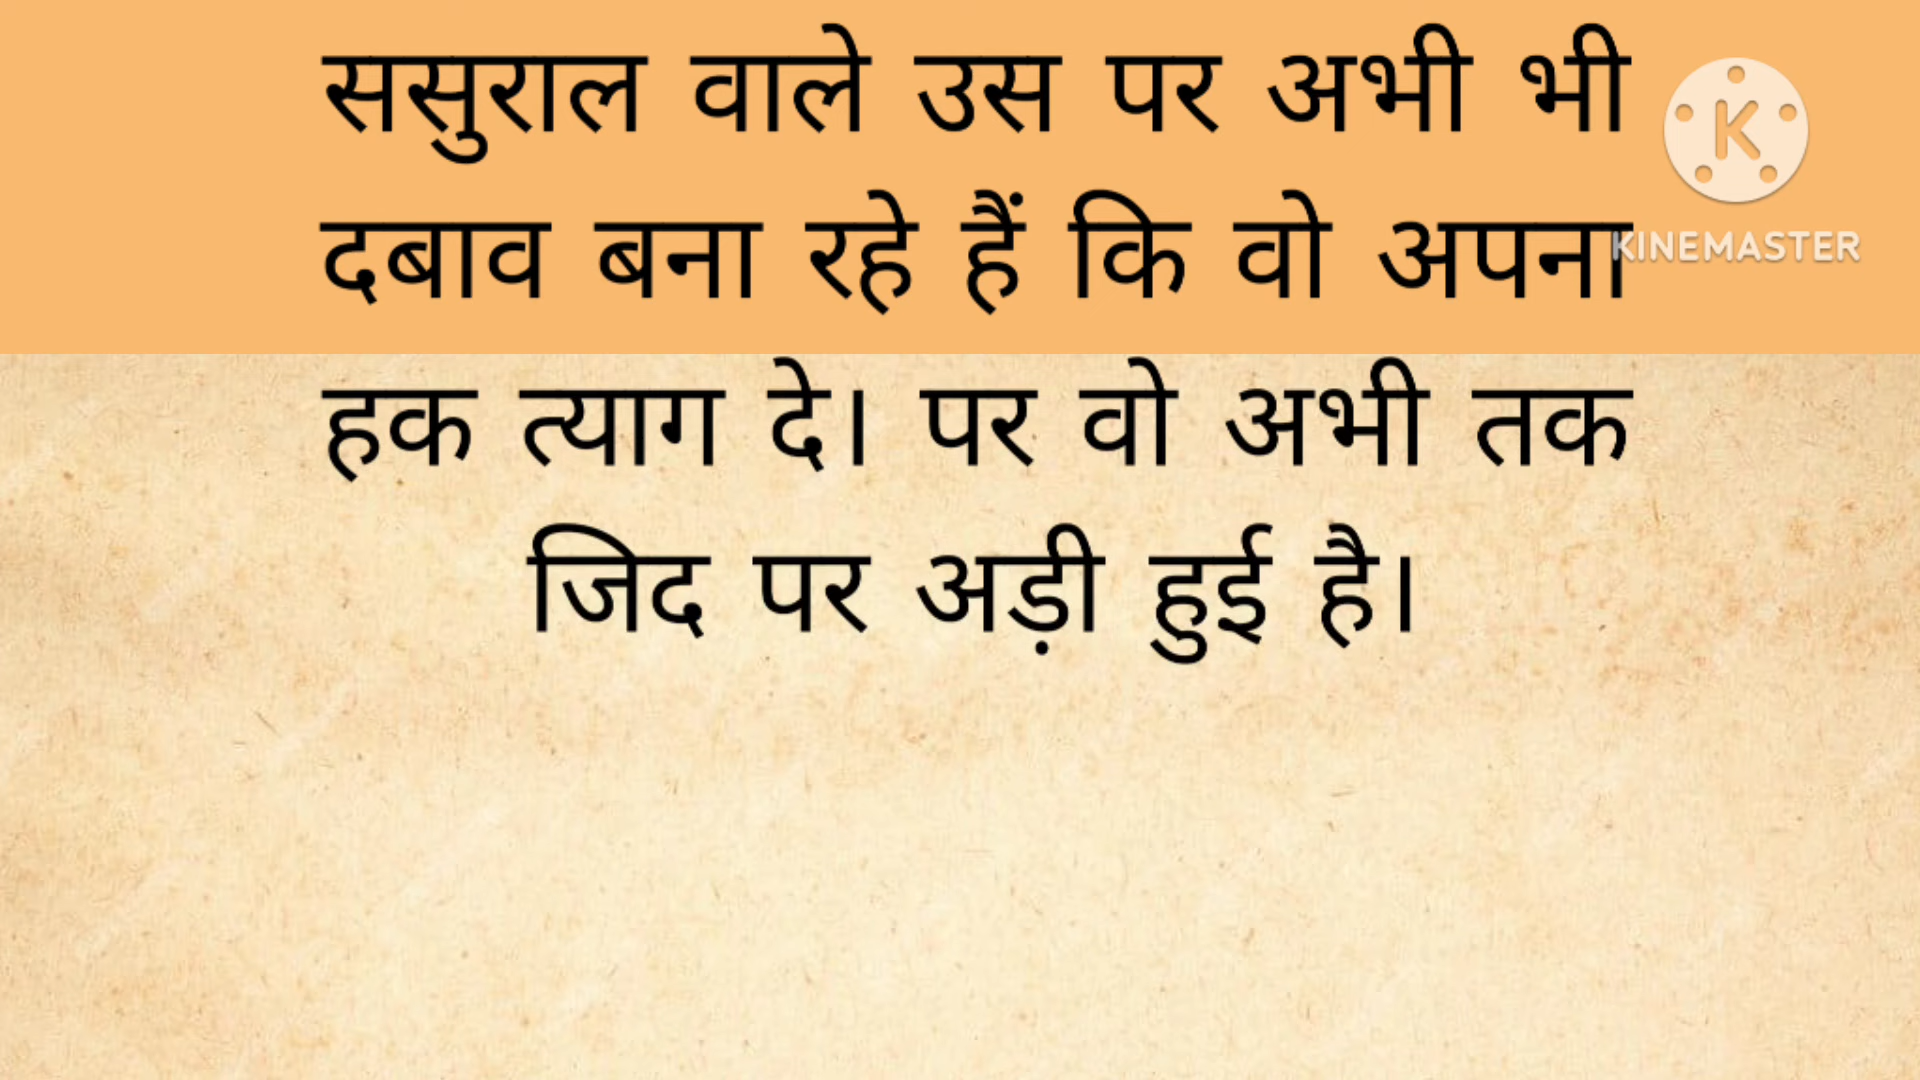 ससुराल वाले उस पर अभी भी
दबाव बना रहे हैं कि वो अपना
हक त्याग दे। पर वो अभी तक
जिद पर अड़ी हुई है।
K
KINEMASTER